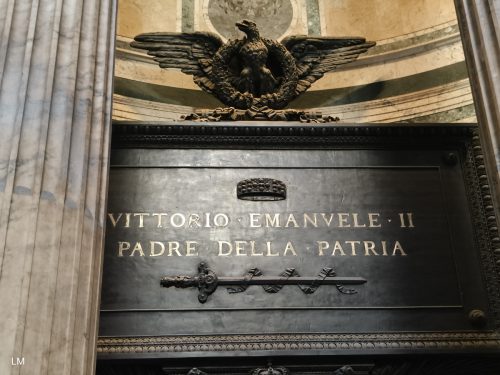 VITTORIO · EMANVELE · II
PADRE · DELLA · PATRIA
LM